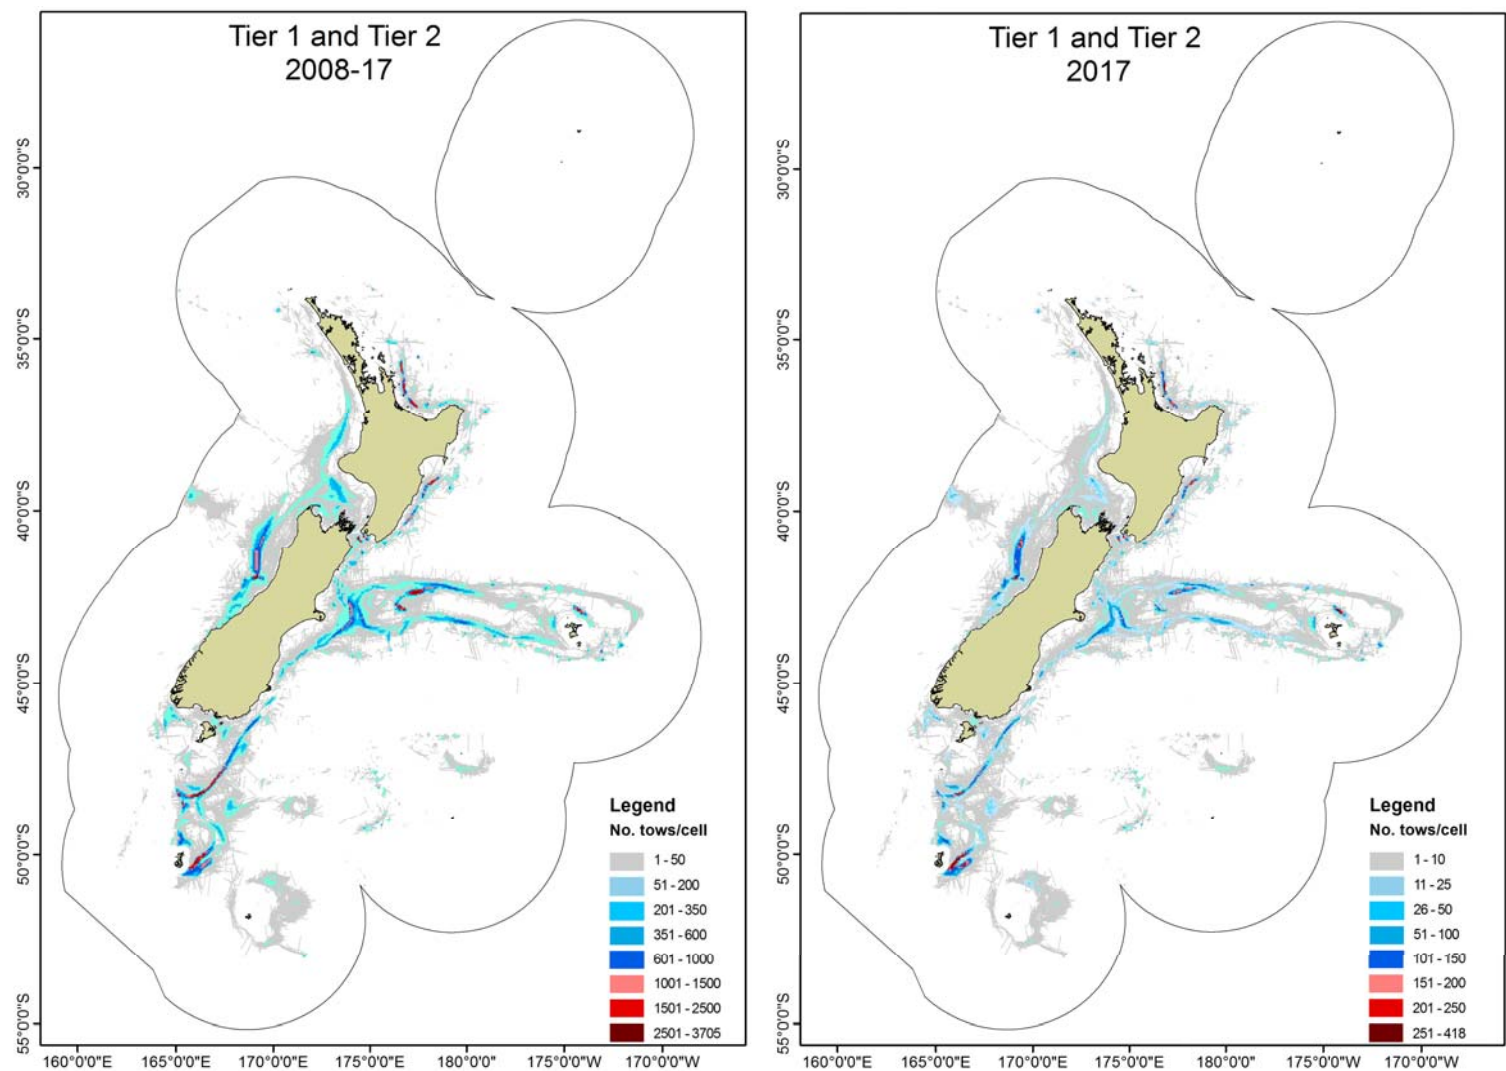 Tier 1 and Tier 2
2008-17
30°0'0"S
35°0'0"S
40°0'0"S
45°0'0"S
50°0'0"S
55°0'0"S
Legend
No. tows/cell
1 - 50
51 - 200
201 - 350
351 - 600
601 - 1000
1001 - 1500
1501 - 2500
2501 - 3705
160°0'0"E
165°0'0"E
170°0'0"E
175°0'0"E
180°0'0"
175°0'0"W
170°0'0"W
Tier 1 and Tier 2
2017
30°0'0"S
35°0'0"S
40°0'0"S
45°0'0"S
50°0'0"S
55°0'0"S
Legend
No. tows/cell
1 - 10
11 - 25
26 - 50
51 - 100
101 - 150
151 - 200
201 - 250
251 - 418
160°0'0"E
165°0'0"E
170°0'0"E
175°0'0"E
180°0'0"
175°0'0"W
170°0'0"W